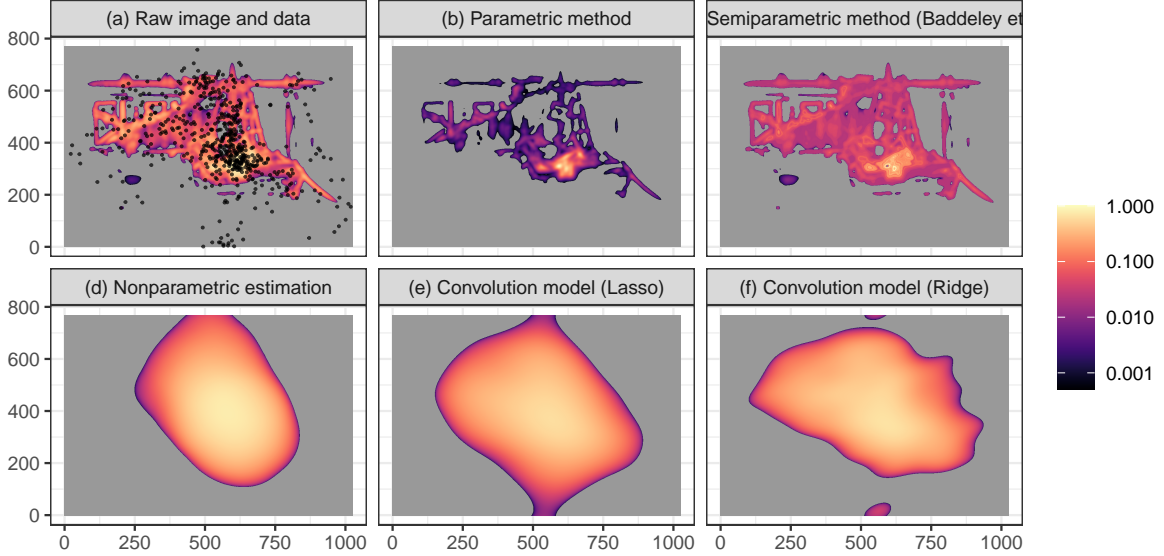 (a) Raw image and data
(b) Parametric method
Semiparametric method (Baddeley et
800
600
400
200
0
1.000
0.100
0.010
0.001
(d) Nonparametric estimation
(e) Convolution model (Lasso)
(f) Convolution model (Ridge)
800
600
400
200
0
0 250 500 750 1000
0 250 500 750 1000
0 250 500 750 1000